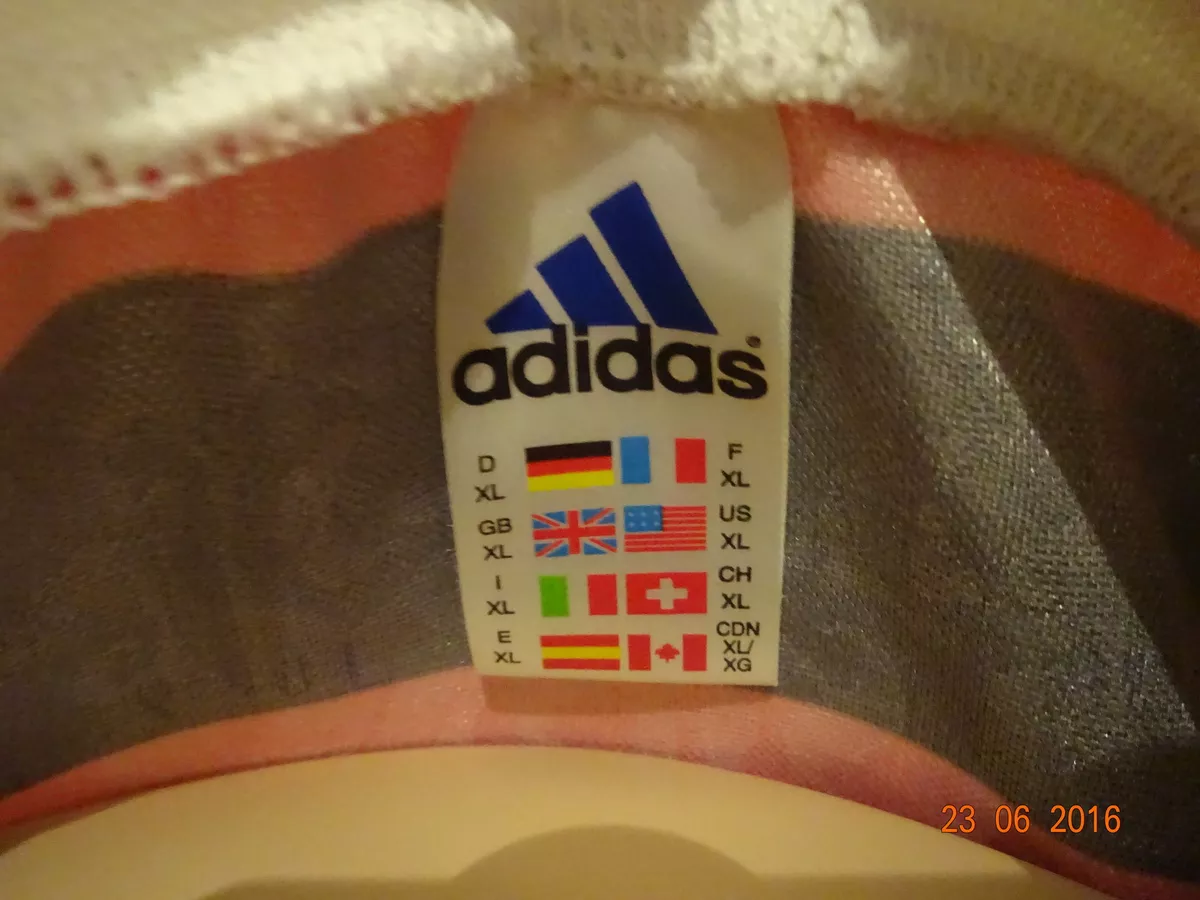 adidas®
D XL F XL
GB XL US XL
I XL CH XL
E XL CDN XL/ XG
23 06 2016